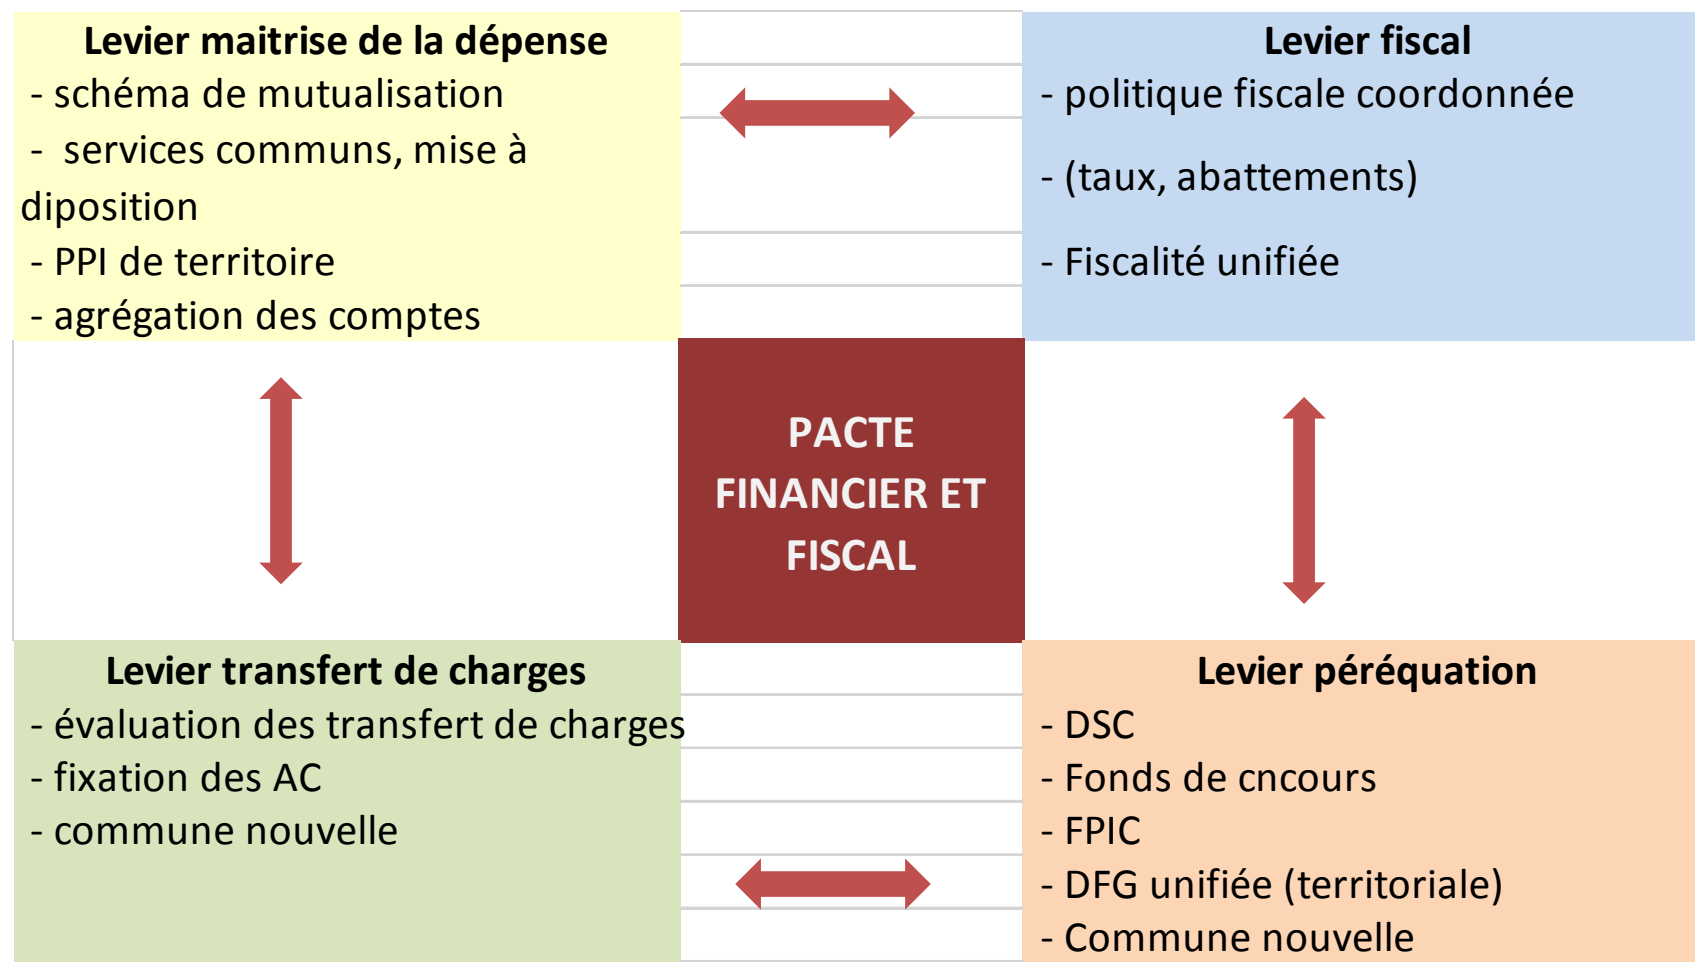 Levier maitrise de la dépense
- schéma de mutualisation
- services communs, mise à
diposition
- PPI de territoire
- agrégation des comptes
Levier fiscal
- politique fiscale coordonnée
- (taux, abattements)
- Fiscalité unifiée
PACTE
FINANCIER ET
FISCAL
Levier transfert de charges
- évaluation des transfert de charges
- fixation des AC
- commune nouvelle
Levier péréquation
- DSC
- Fonds de cncours
- FPIC
- DFG unifiée (territoriale)
- Commune nouvelle